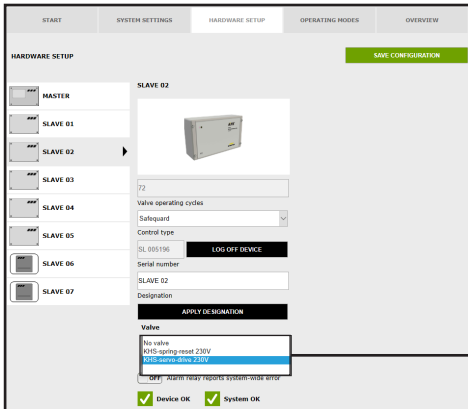 START SYSTEM SETTINGS HARDWARE SETUP OPERATING MODES OVERVIEW
HARDWARE SETUP SAVE CONFIGURATION
MASTER
SLAVE 01
SLAVE 02
SLAVE 03
SLAVE 04
SLAVE 05
SLAVE 06
SLAVE 07
SLAVE 02
72
Valve operating cycles
Safeguard
Control type
SL 005196 LOG OFF DEVICE
Serial number
SLAVE 02
Designation
APPLY DESIGNATION
Valve
No valve
KHS-spring-reset 230V
KHS-servo-drive 230V
OFF Alarm relay reports system-wide error
Device OK System OK